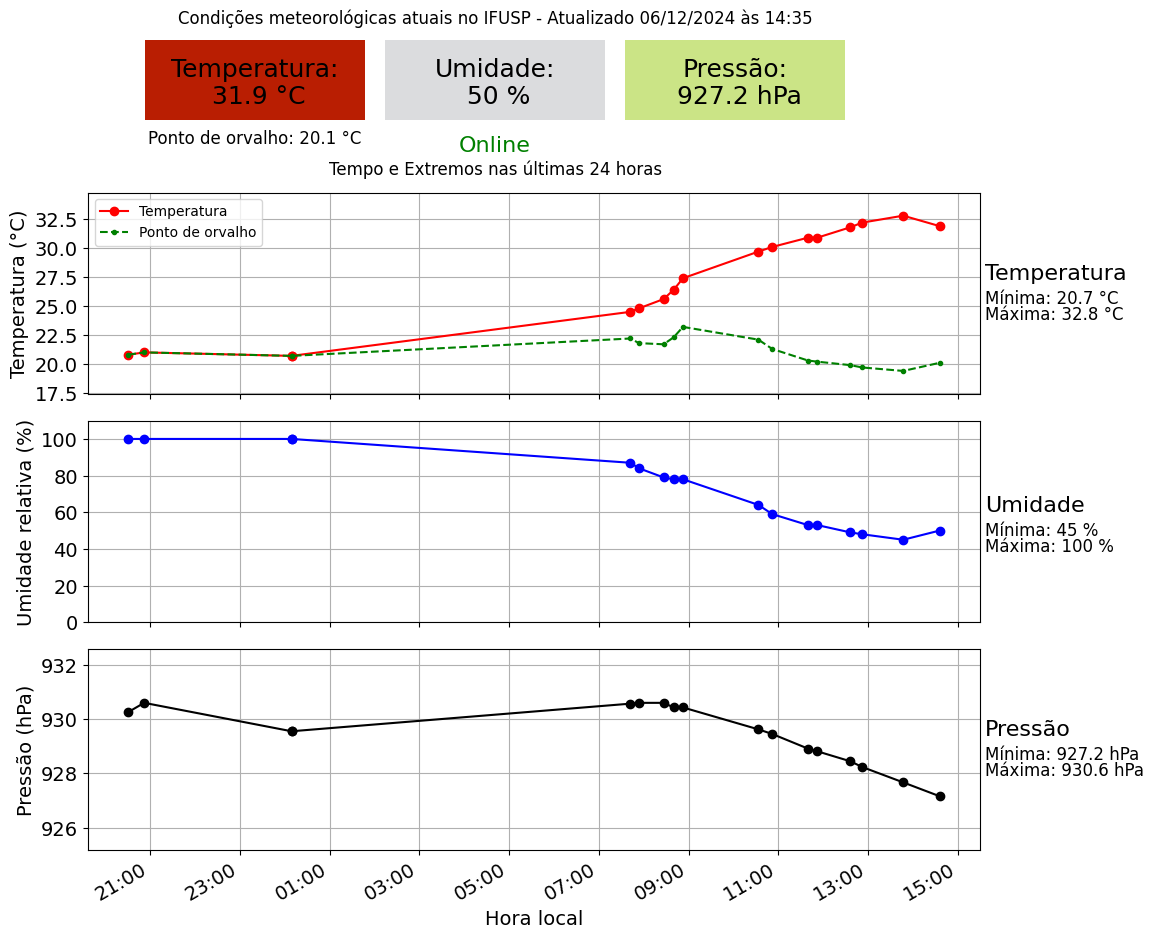 Condições meteorológicas atuais no IFUSP - Atualizado 06/12/2024 às 14:35
Temperatura:
31.9 °C
Umidade:
50 %
Pressão:
927.2 hPa
Ponto de orvalho: 20.1 °C
Online
Tempo e Extremos nas últimas 24 horas
Temperatura (°C)
32.5
30.0
27.5
25.0
22.5
20.0
17.5
Temperatura
Ponto de orvalho
Temperatura
Mínima: 20.7 °C
Máxima: 32.8 °C
Umidade relativa (%)
100
80
60
40
20
0
Umidade
Mínima: 45 %
Máxima: 100 %
Pressão (hPa)
932
930
928
926
Pressão
Mínima: 927.2 hPa
Máxima: 930.6 hPa
21:00 23:00 01:00 03:00 05:00 07:00 09:00 11:00 13:00 15:00
Hora local